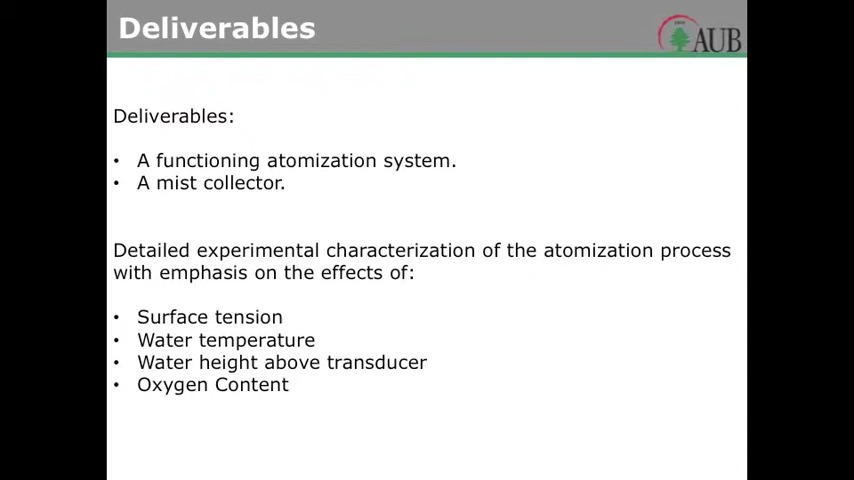 Deliverables
AUB
Deliverables:
• A functioning atomization system.
• A mist collector.
Detailed experimental characterization of the atomization process
with emphasis on the effects of:
• Surface tension
• Water temperature
• Water height above transducer
• Oxygen Content